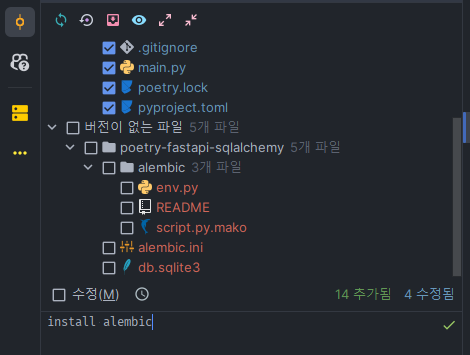 .gitignore
main.py
poetry.lock
pyproject.toml
버전이 없는 파일 5개 파일
poetry-fastapi-sqlalchemy 5개 파일
alembic 3개 파일
env.py
README
script.py.mako
alembic.ini
db.sqlite3
수정(M) 14 추가됨 4 수정됨
install alembic